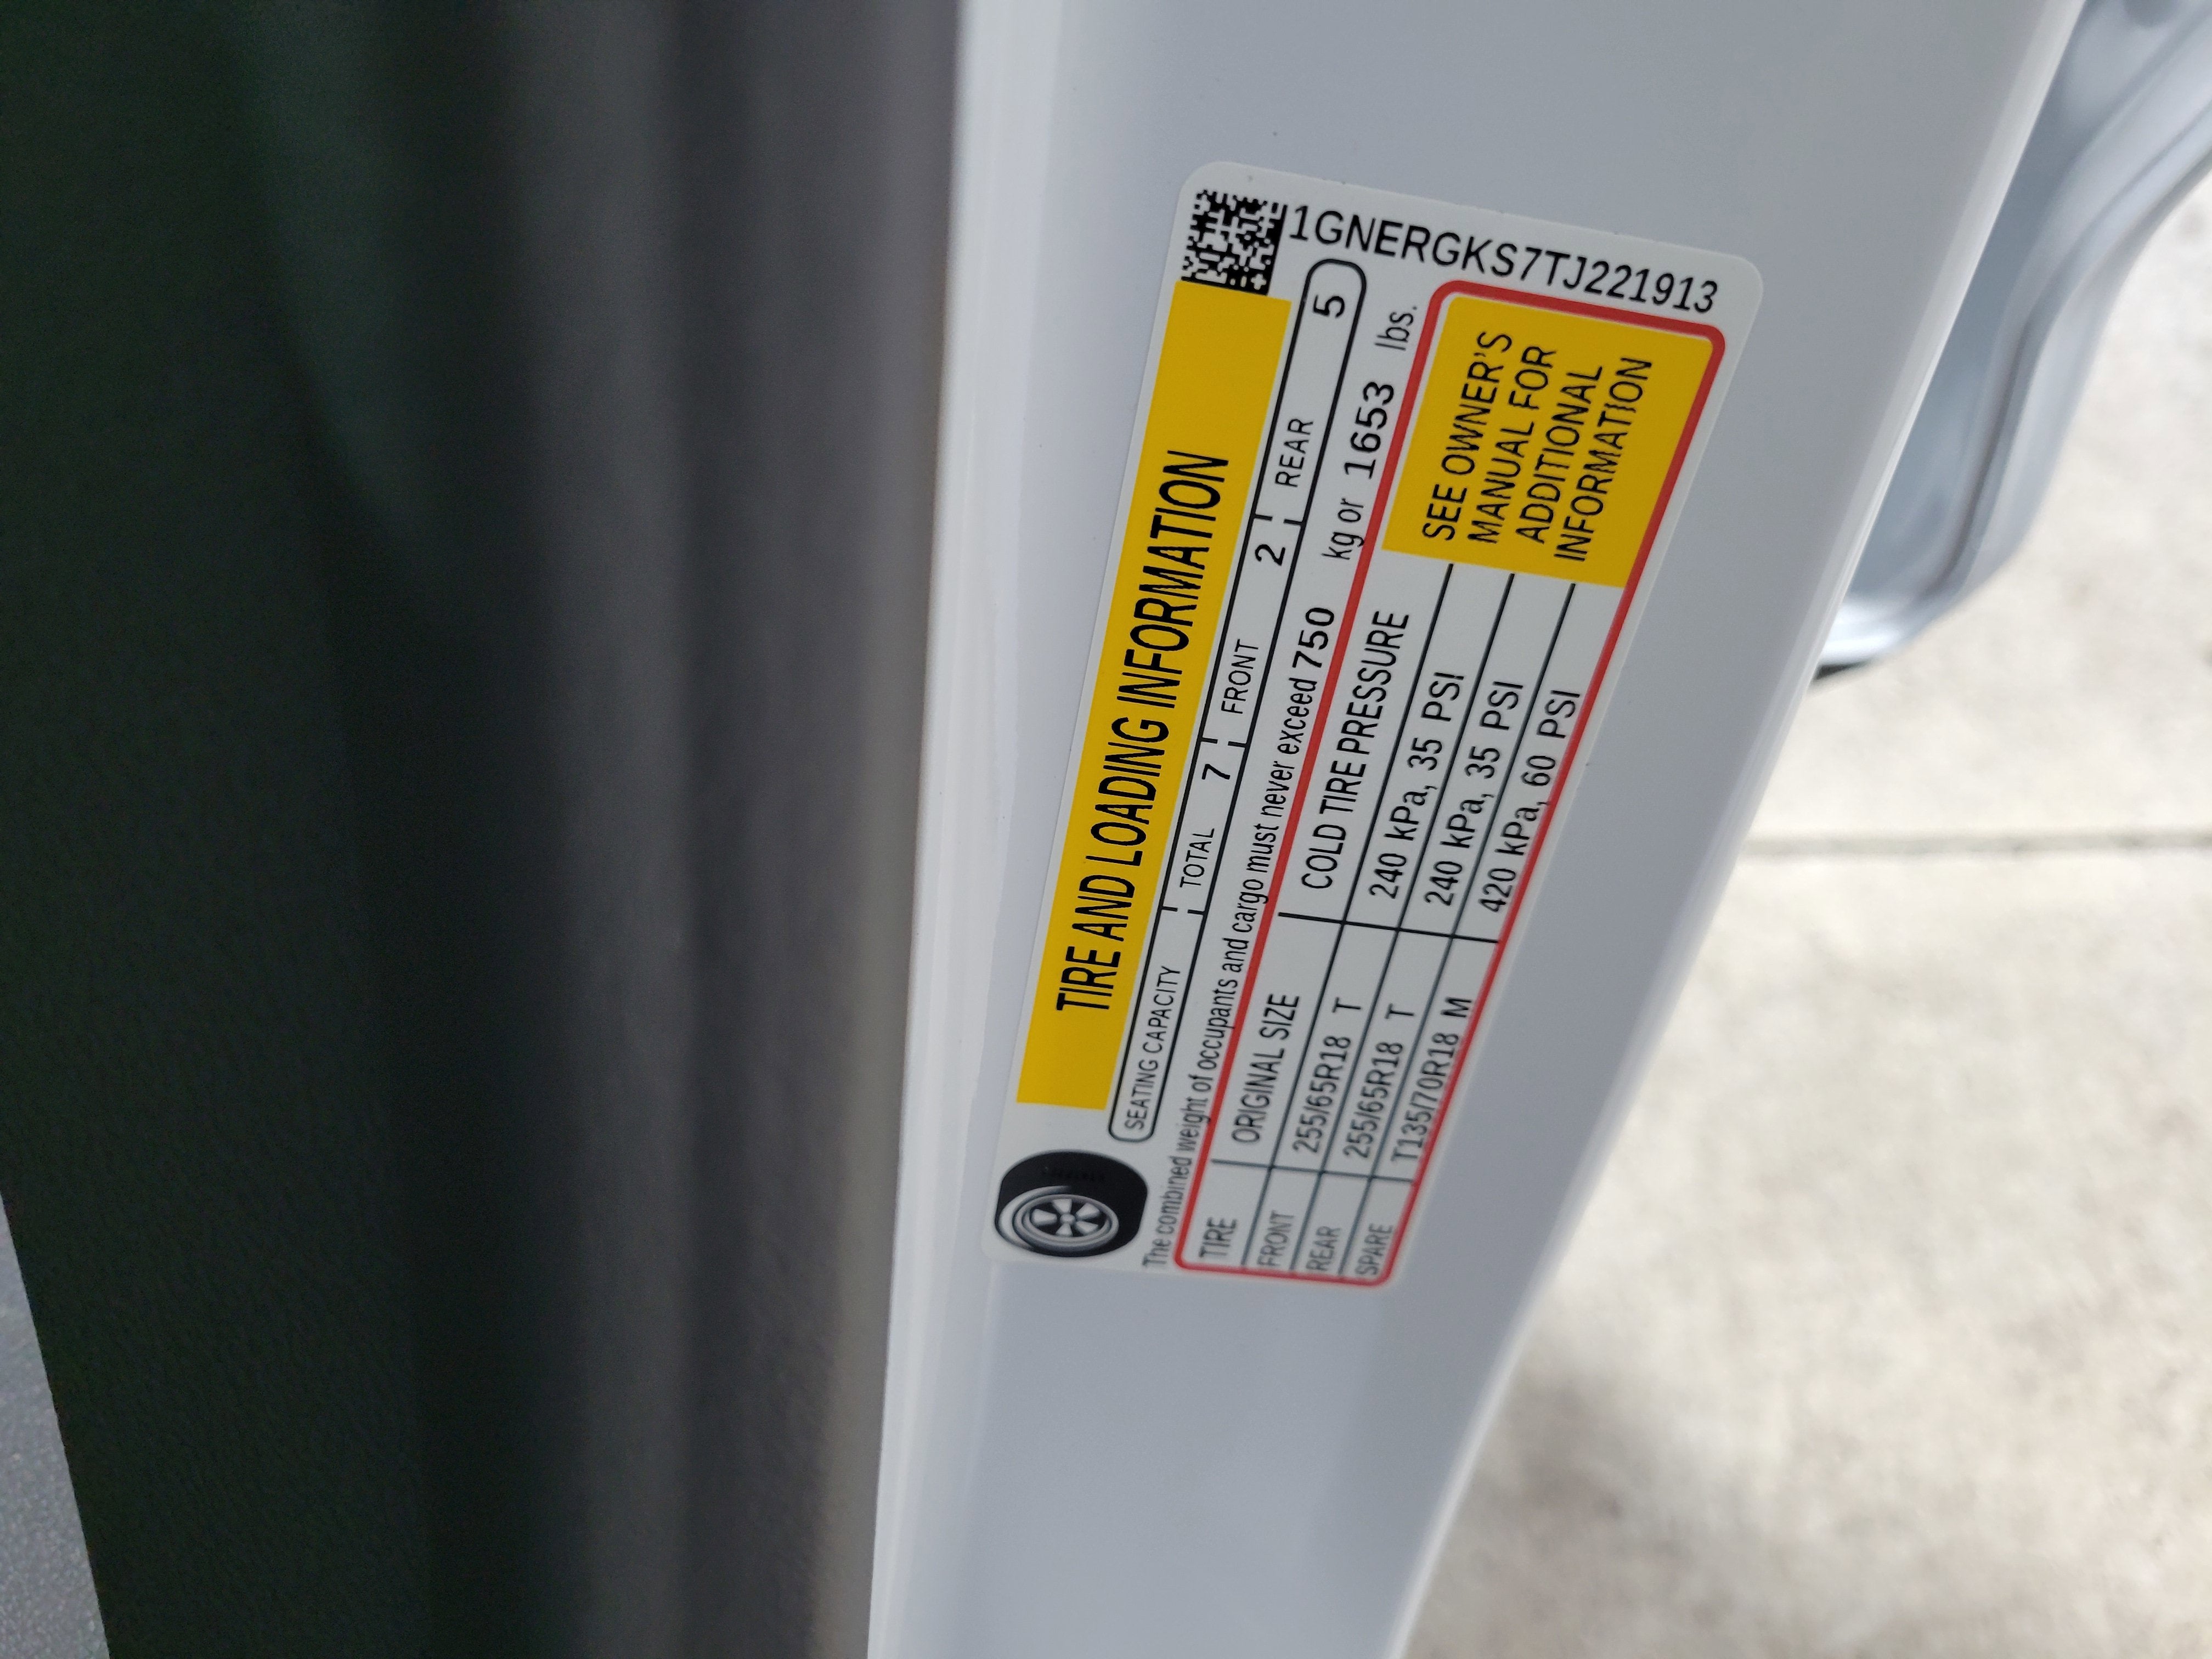 TIRE AND LOADING INFORMATION
SEATING CAPACITY TOTAL 7 FRONT 2 REAR 5
The combined weight of occupants and cargo must never exceed 750 kg or 1653 lbs.
TIRE ORIGINAL SIZE COLD TIRE PRESSURE
FRONT 255/65R18 T 240 kPa, 35 PSI
REAR 255/65R18 T 240 kPa, 35 PSI
SPARE T135/70R18 M 420 kPa, 60 PSI
SEE OWNER'S
MANUAL FOR
ADDITIONAL
INFORMATION
1GNERGKS7TJ221913